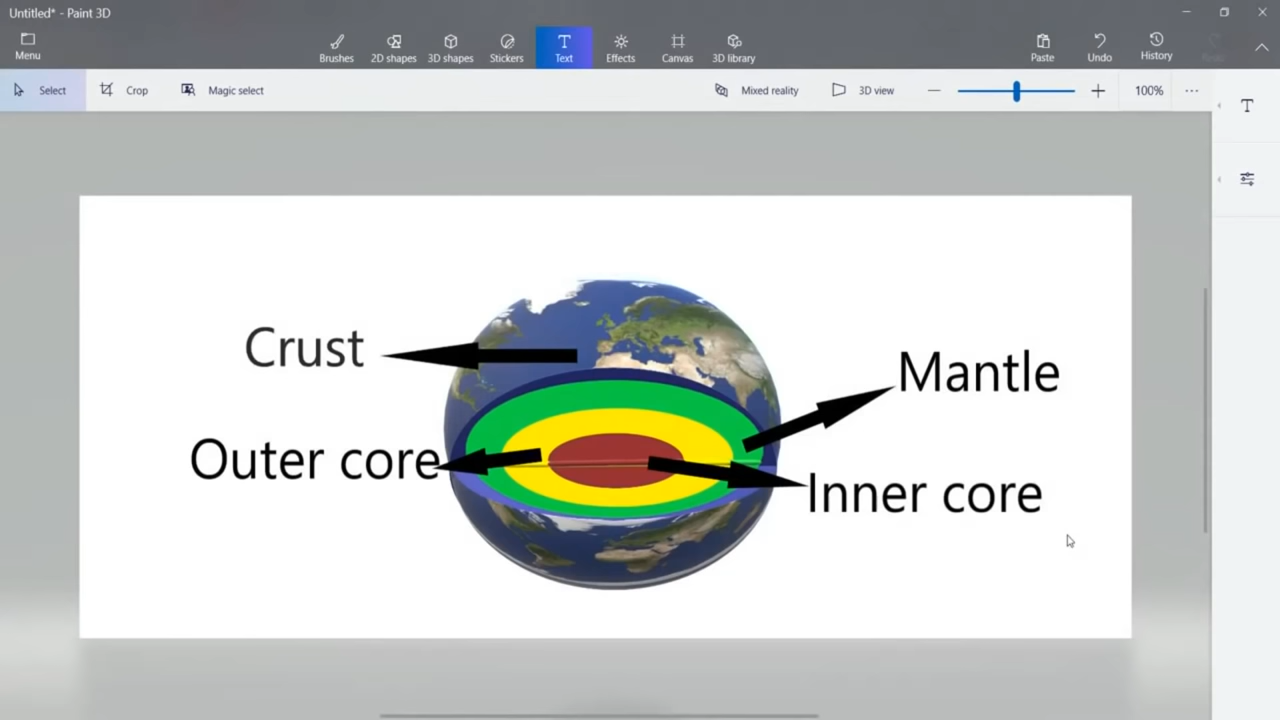 Untitled* - Paint 3D
Menu
Brushes
2D shapes
3D shapes
Stickers
Text
Effects
Canvas
3D library
Paste
Undo
History
Select
Crop
Magic select
Mixed reality
3D view
100%
Crust
Mantle
Outer core
Inner core